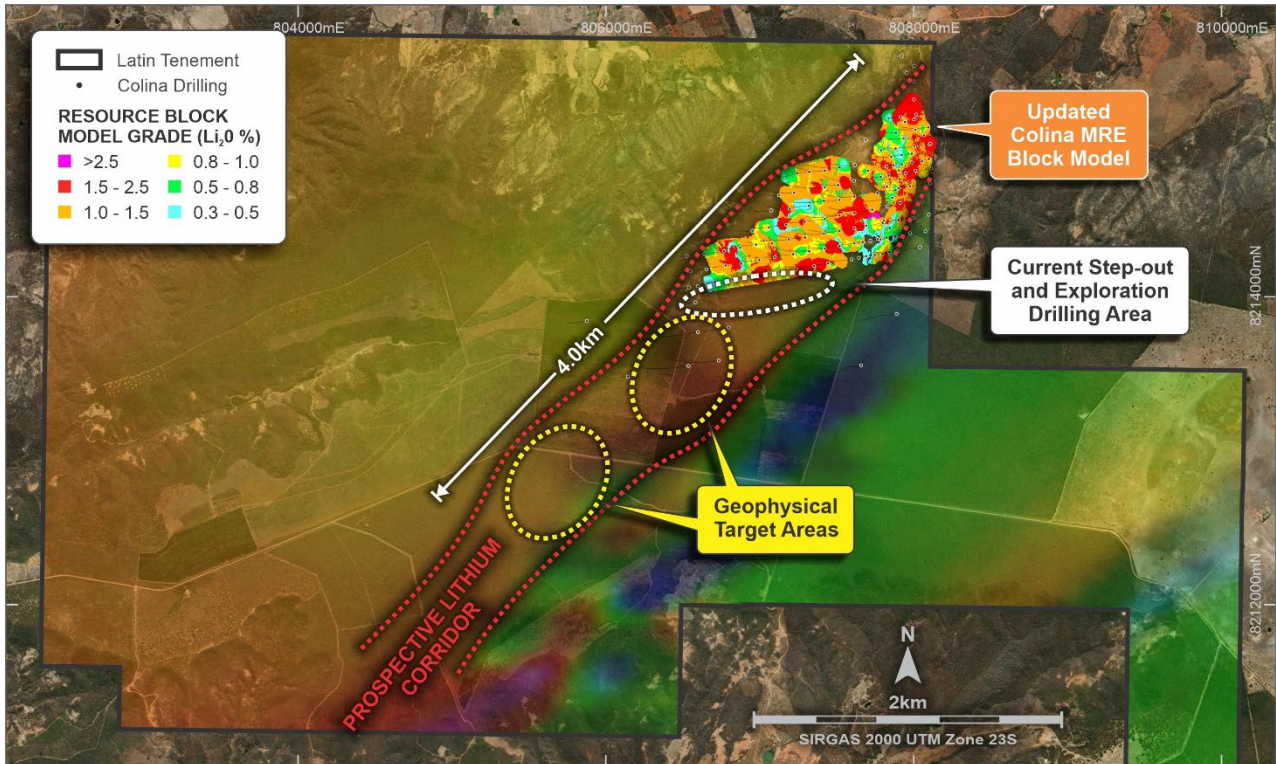 804000mE
806000mE
808000mE
810000mE
Latin Tenement
Colina Drilling
RESOURCE BLOCK
MODEL GRADE (Li₂0 %)
>2.5
0.8 - 1.0
1.5 - 2.5
0.5 - 0.8
1.0 - 1.5
0.3 - 0.5
Updated
Colina MRE
Block Model
Current Step-out
and Exploration
Drilling Area
8214000mN
4.0km
Geophysical
Target Areas
PROSPECTIVE LITHIUM
CORRIDOR
8212000mN
N
2km
SIRGAS 2000 UTM Zone 23S